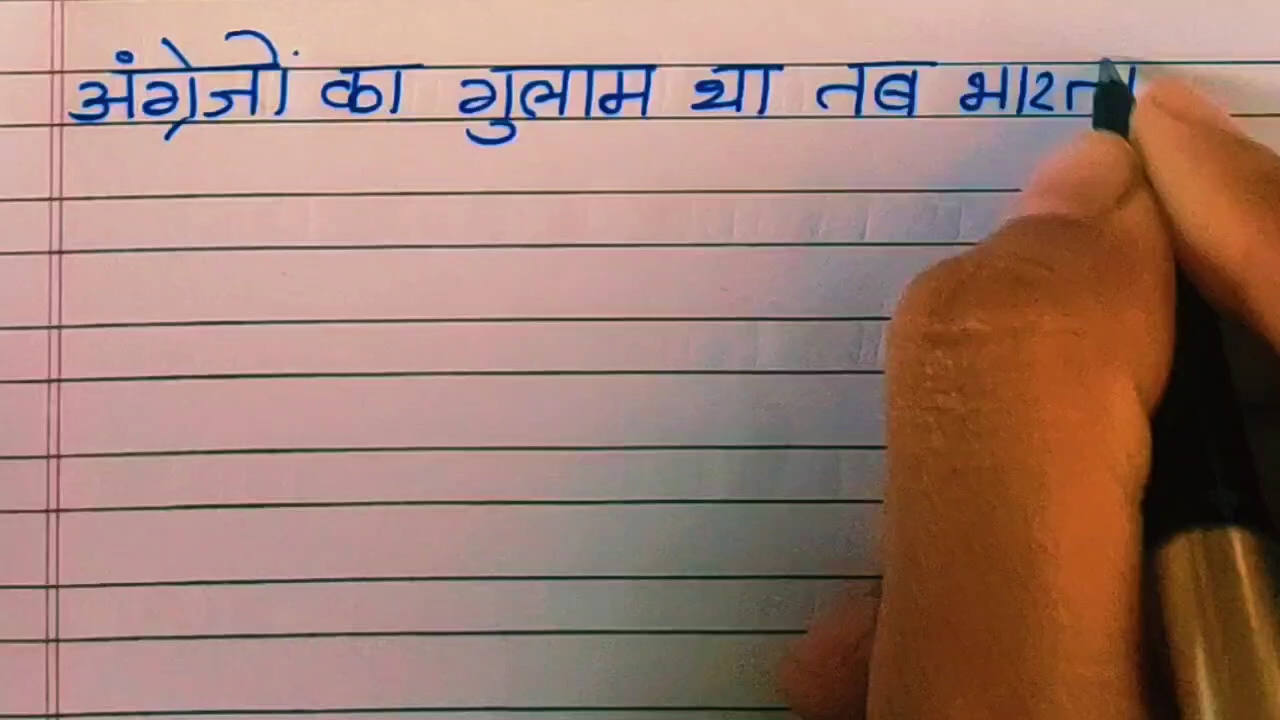 अंग्रेजों का गुलाम था तब भारत